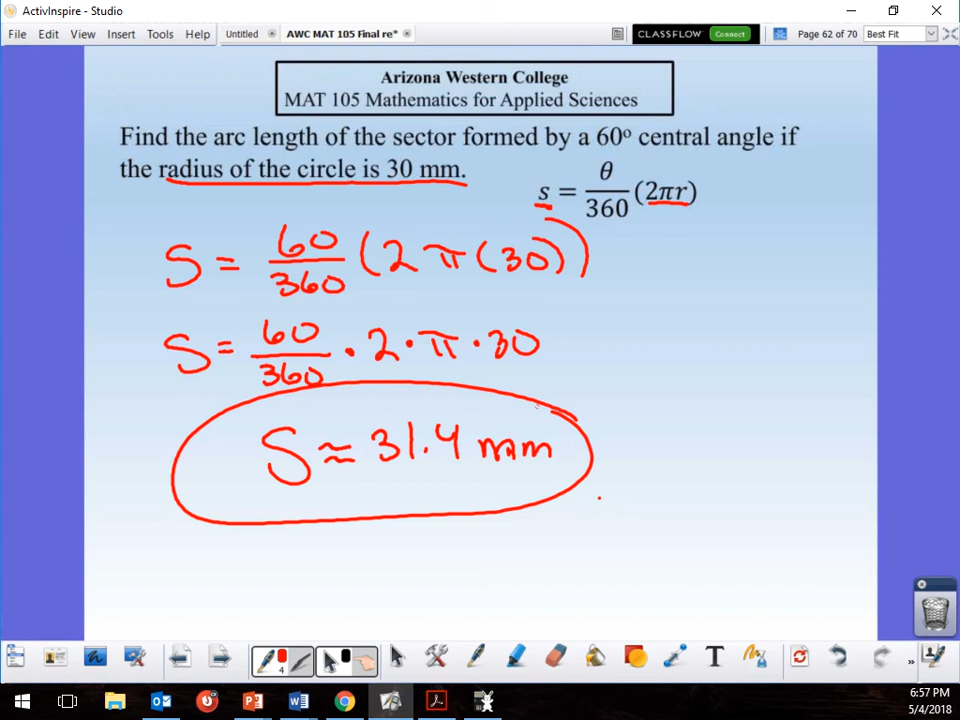 ActivInspire - Studio
File Edit View Insert Tools Help Untitled AWC MAT 105 Final re* CLASSFLOW Connect Page 62 of 70 Best Fit
Arizona Western College
MAT 105 Mathematics for Applied Sciences
Find the arc length of the sector formed by a 60º central angle if
the radius of the circle is 30 mm.
s = θ/360 (2πr)
S = 60/360 (2 π (30))
S = 60/360 · 2 · π · 30
S ≈ 31.4 mm
4 T »
6:57 PM
5/4/2018